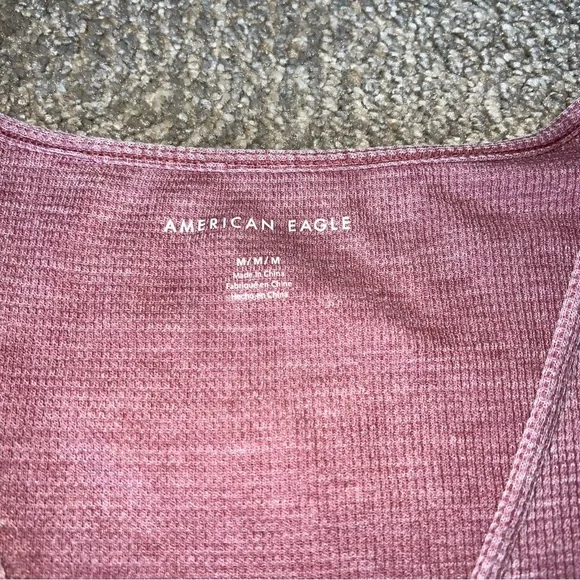 AMERICAN EAGLE
M/M/M
Made in China
Fabriqué en Chine
Hecho en China